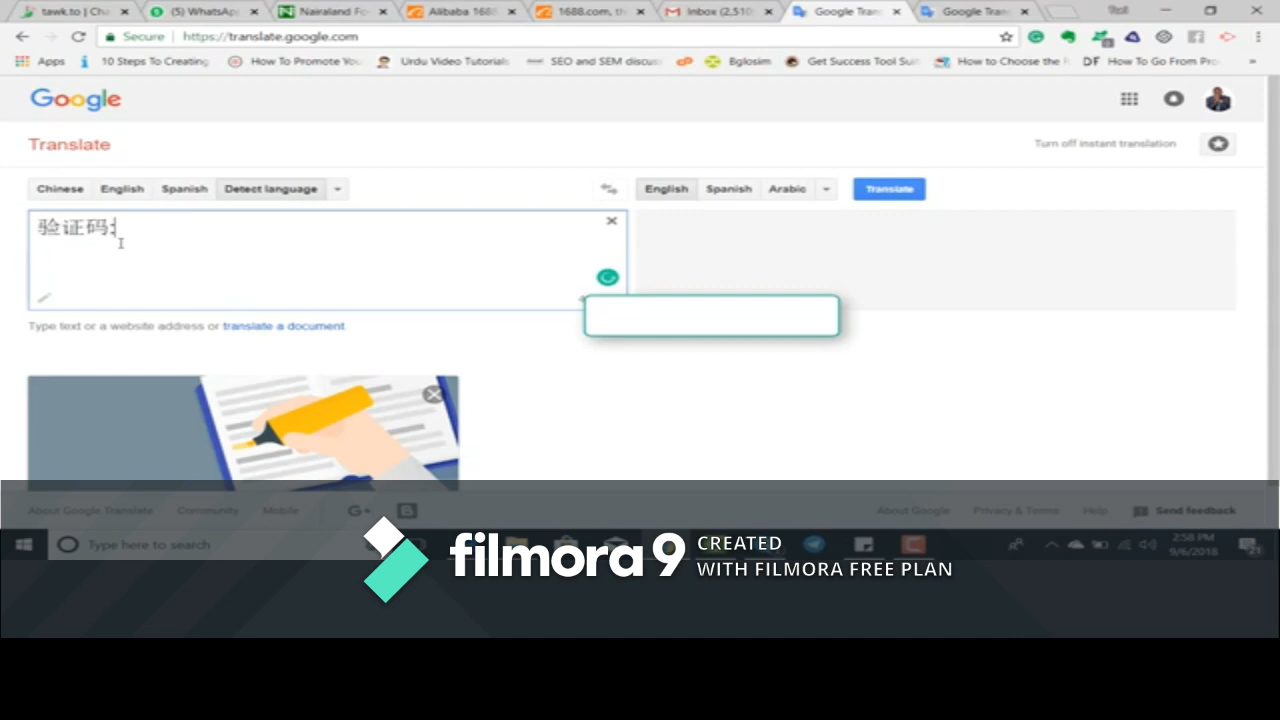 tawk.to | Cha
(5) WhatsAp
Nairaland Fo
Alibaba 1688
1688.com, th
Inbox (2,510
Google Tran
Google Tran
Secure
https://translate.google.com
Apps
10 Steps To Creating
How To Promote Yo
Urdu Video Tutorials
SEO and SEM discus
Bglosim
Get Success Tool Sui
How to Choose the
How To Go From Pro
Google
Translate
Turn off instant translation
Chinese English Spanish Detect language
English Spanish Arabic
Translate
验证码:
Type text or a website address or translate a document
About Google Translate Community Mobile
G+
About Google Privacy & Terms Help Send feedback
Type here to search
2:58 PM
9/6/2018
filmora 9
CREATED
WITH FILMORA FREE PLAN